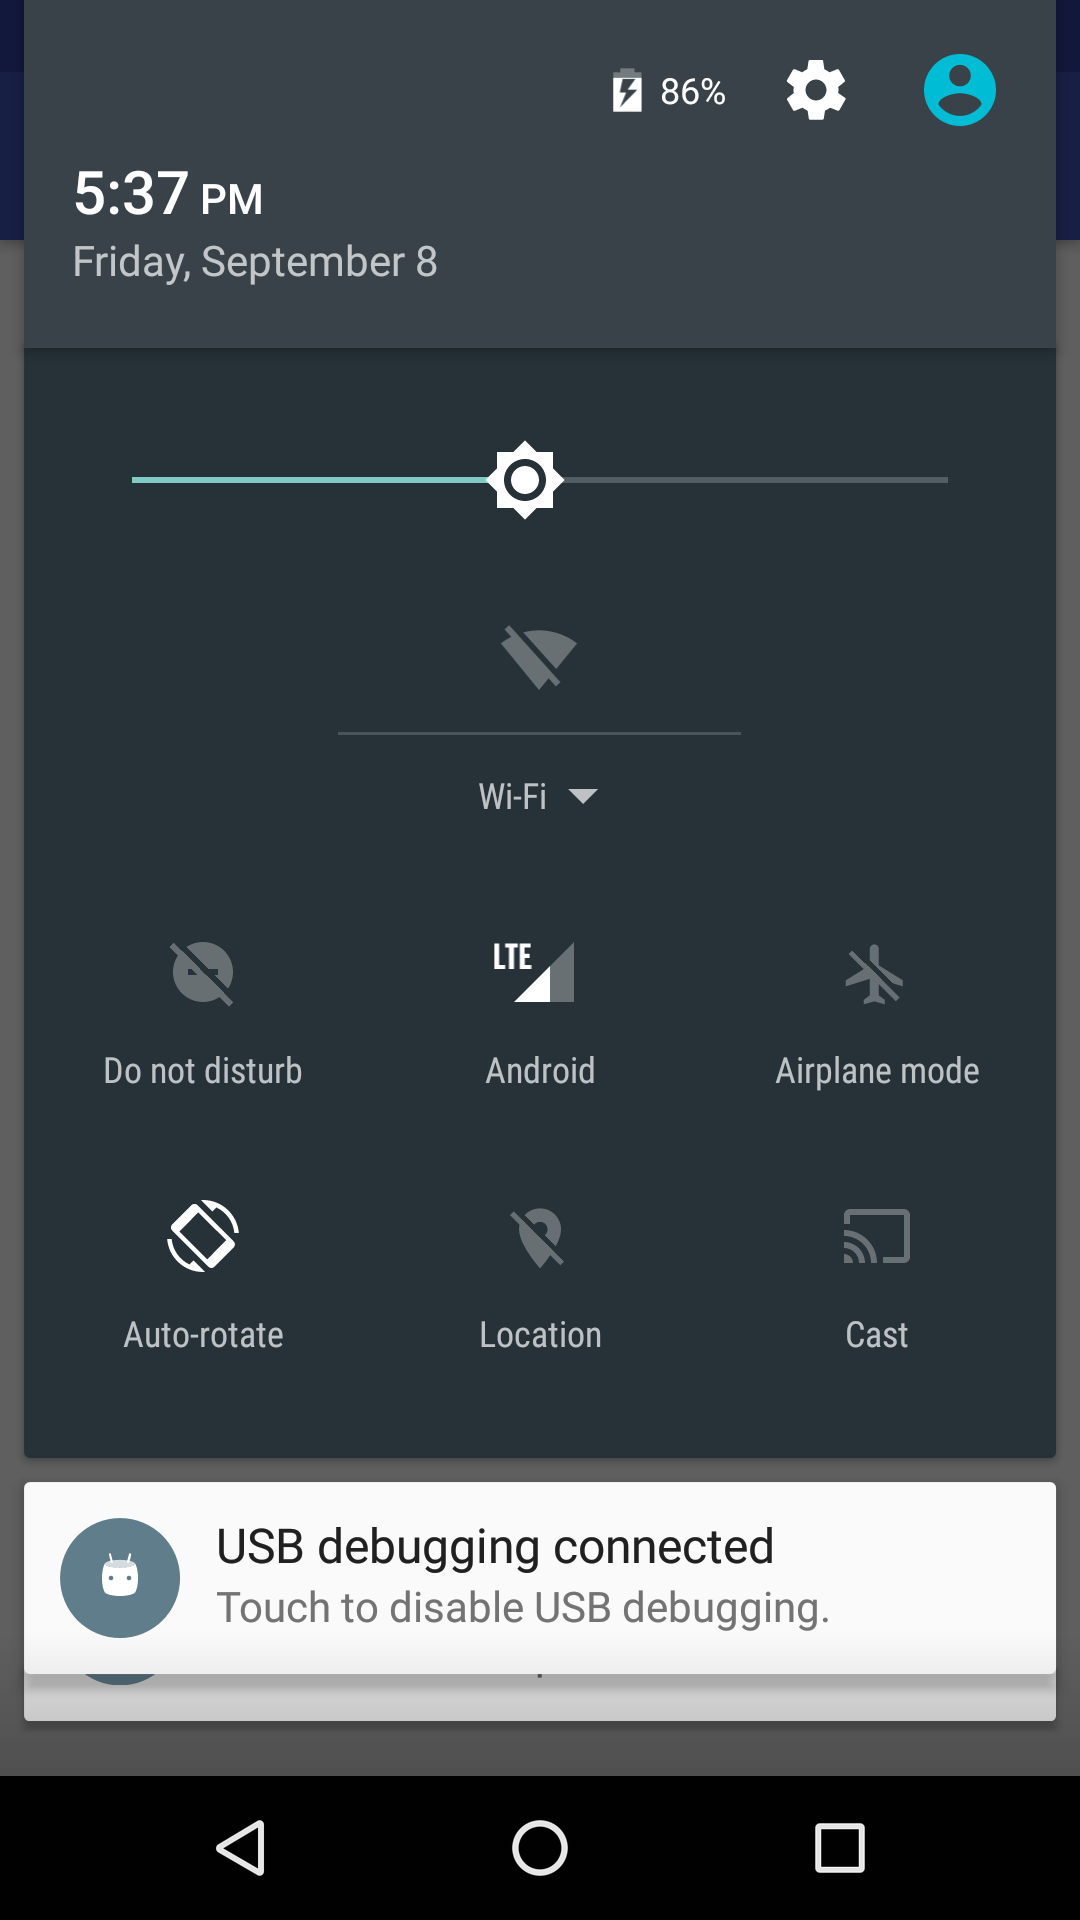 86%
5:37 PM
Friday, September 8
Wi-Fi
LTE
Do not disturb
Android
Airplane mode
Auto-rotate
Location
Cast
USB debugging connected
Touch to disable USB debugging.